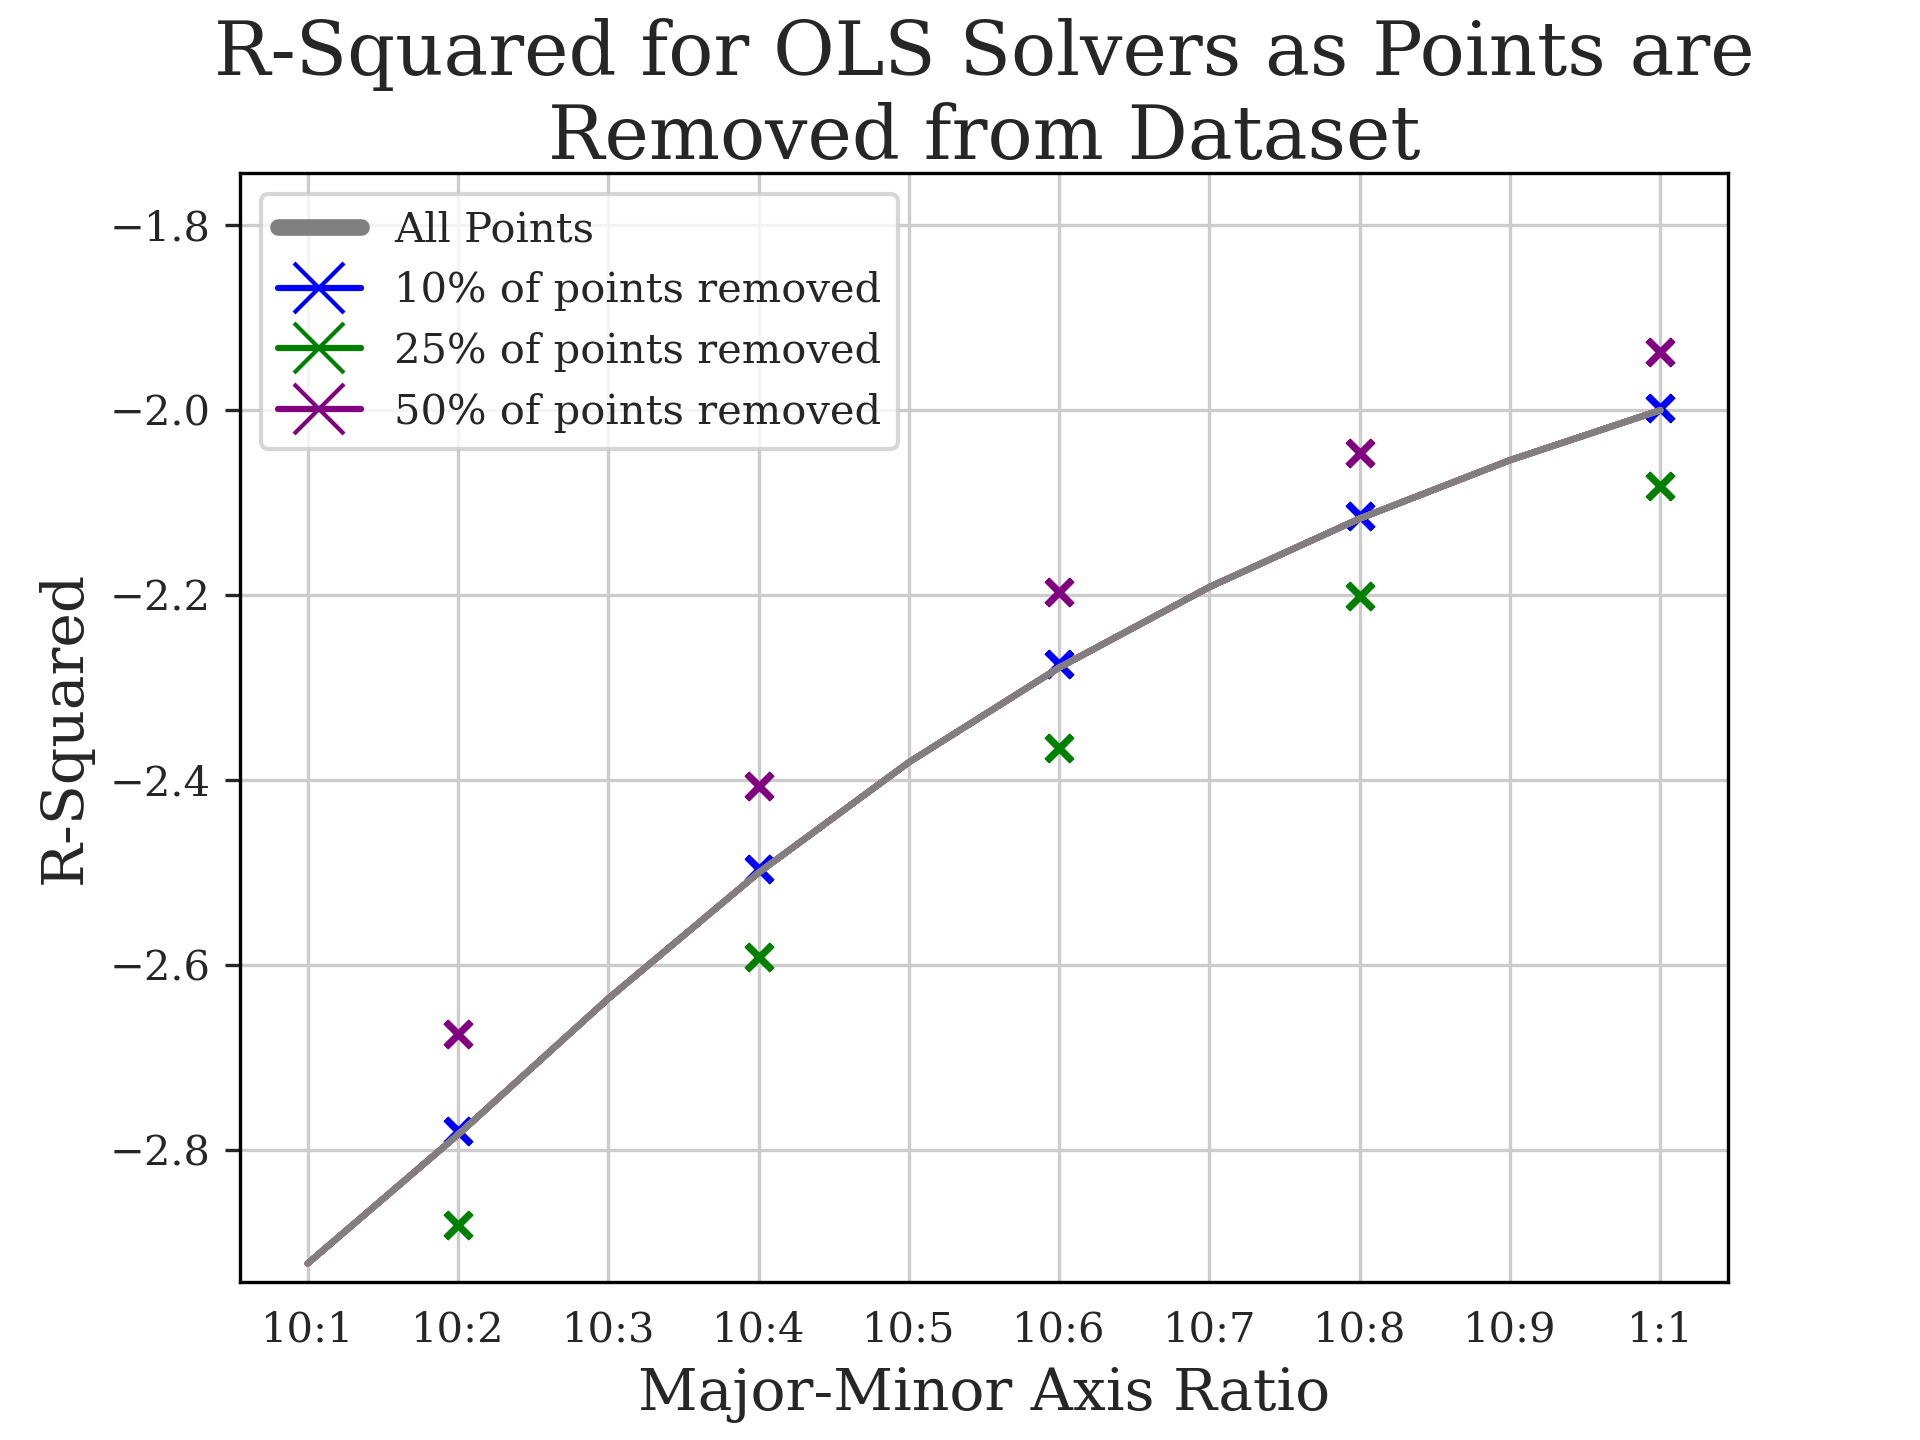 R-Squared for OLS Solvers as Points are
Removed from Dataset
All Points
10% of points removed
25% of points removed
50% of points removed
−1.8
−2.0
−2.2
−2.4
−2.6
−2.8
R-Squared
10:1 10:2 10:3 10:4 10:5 10:6 10:7 10:8 10:9 1:1
Major-Minor Axis Ratio